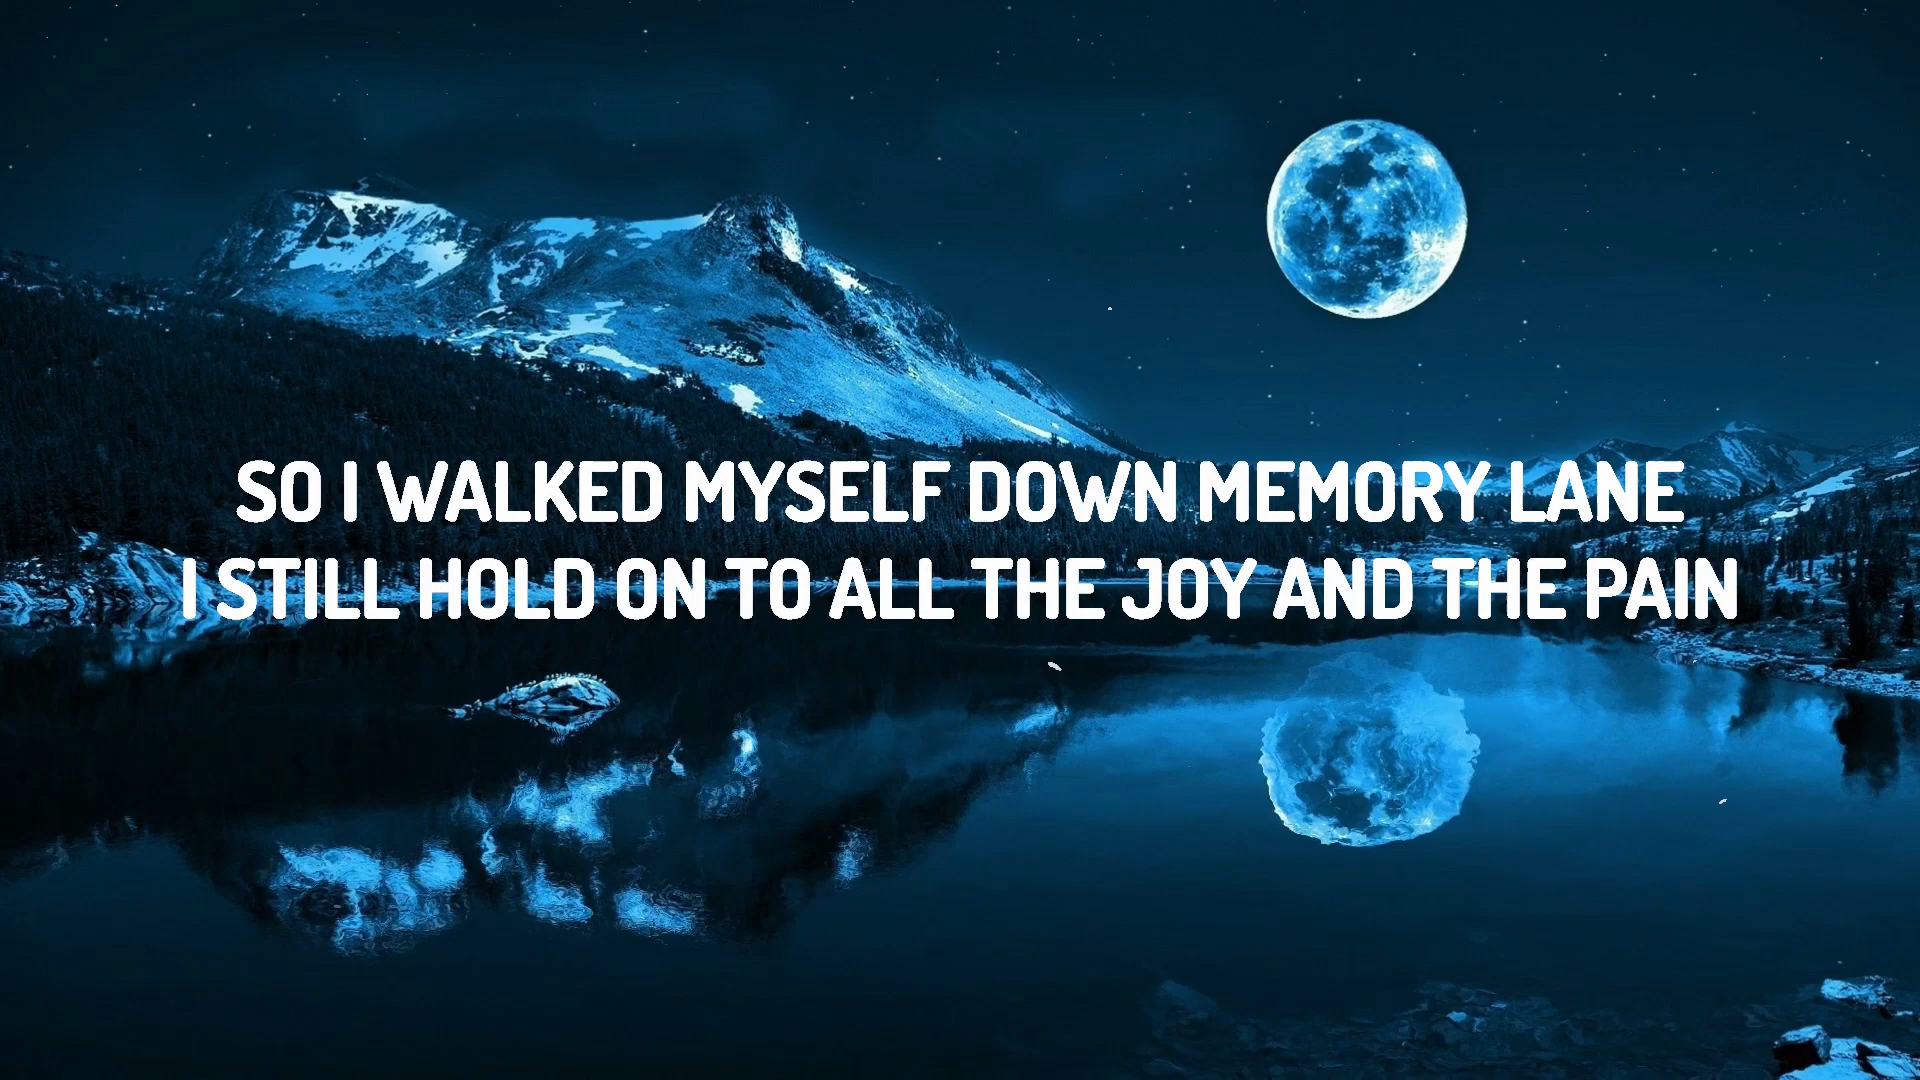 SO I WALKED MYSELF DOWN MEMORY LANE
I STILL HOLD ON TO ALL THE JOY AND THE PAIN